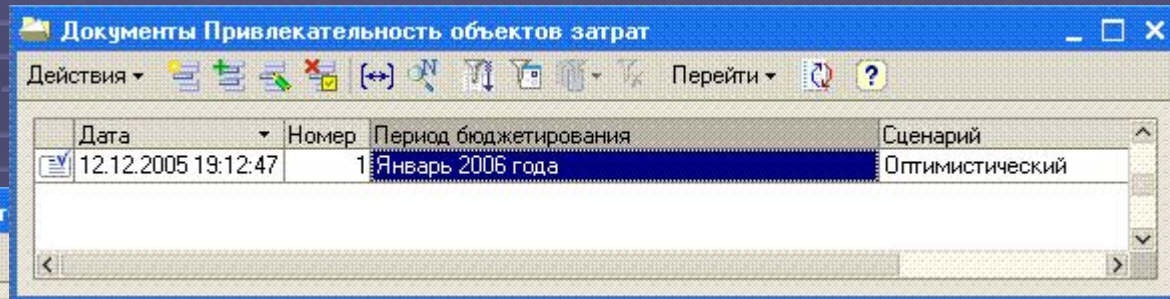 Документы Привлекательность объектов затрат
Действия Перейти ?
Дата Номер Период бюджетирования Сценарий
12.12.2005 19:12:47 1 Январь 2006 года Оптимистический